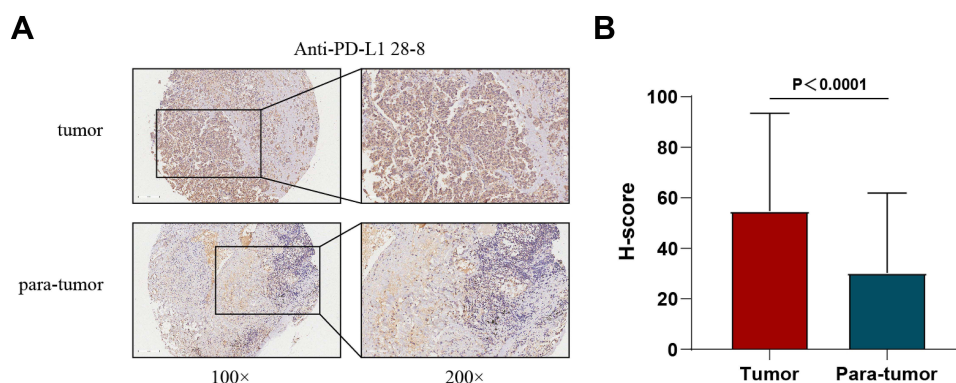 A
Anti-PD-L1 28-8
tumor
para-tumor
100×
200×
B
P＜0.0001
100
80
60
40
20
0
H-score
Tumor
Para-tumor